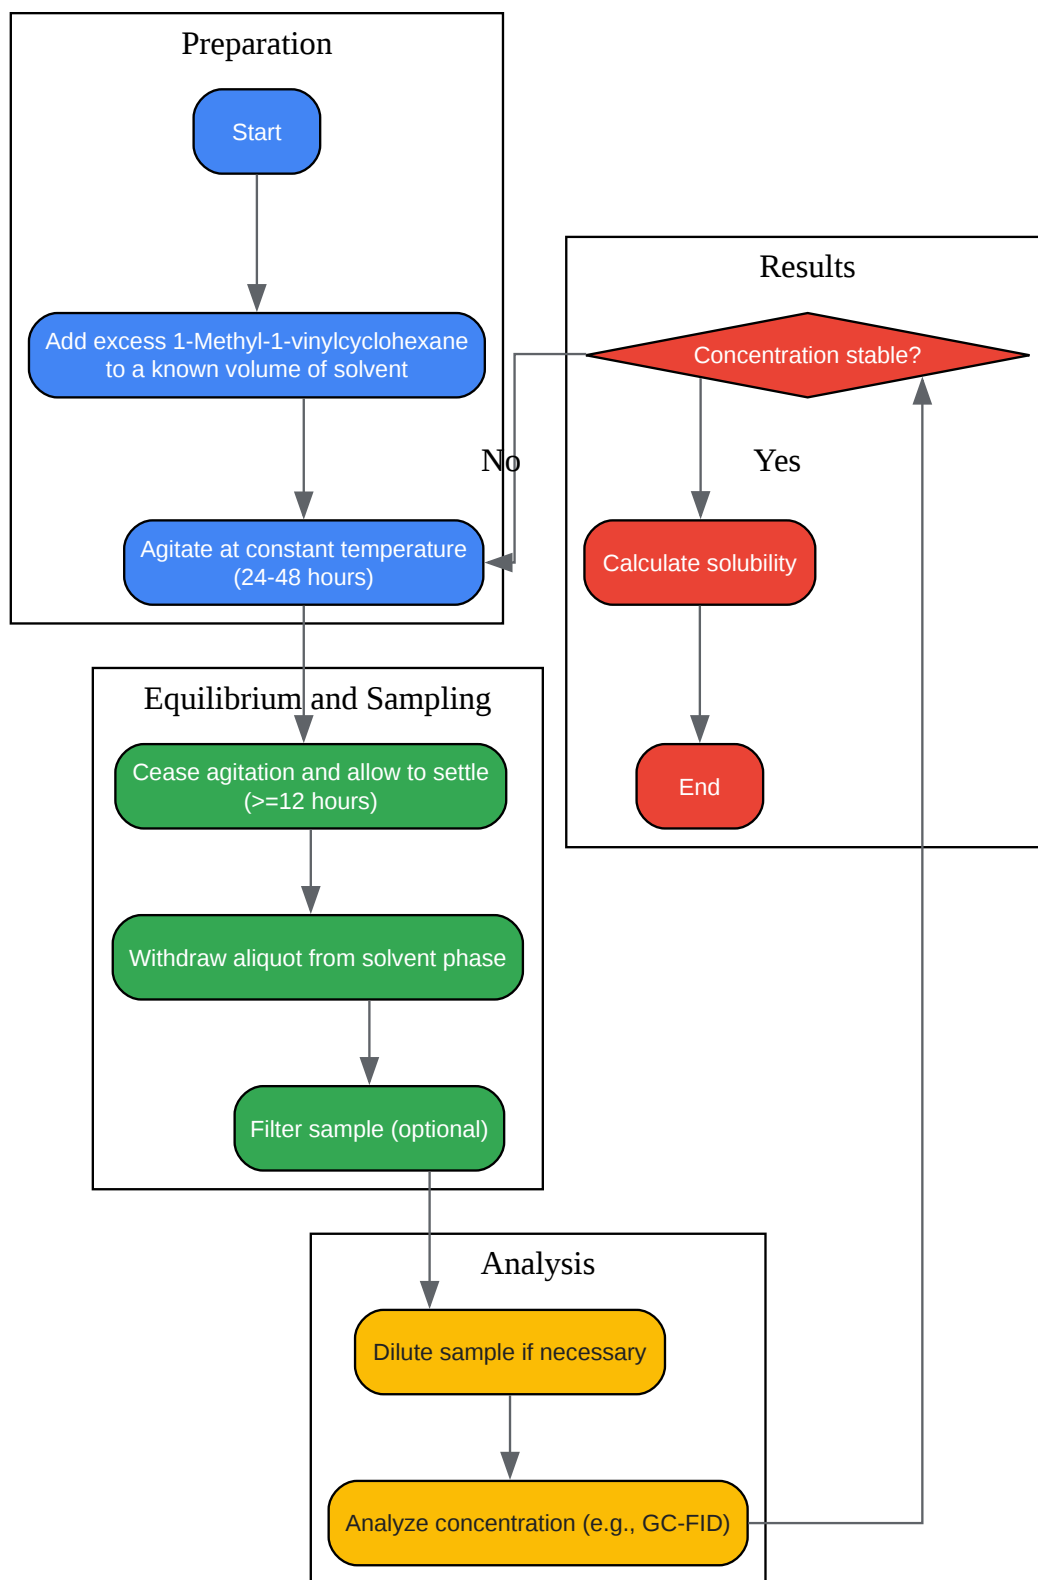 Preparation
Start
Add excess 1-Methyl-1-vinylcyclohexane
to a known volume of solvent
Agitate at constant temperature
(24-48 hours)
Equilibrium and Sampling
Cease agitation and allow to settle
(>=12 hours)
Withdraw aliquot from solvent phase
Filter sample (optional)
Analysis
Dilute sample if necessary
Analyze concentration (e.g., GC-FID)
Results
Concentration stable?
No
Yes
Calculate solubility
End